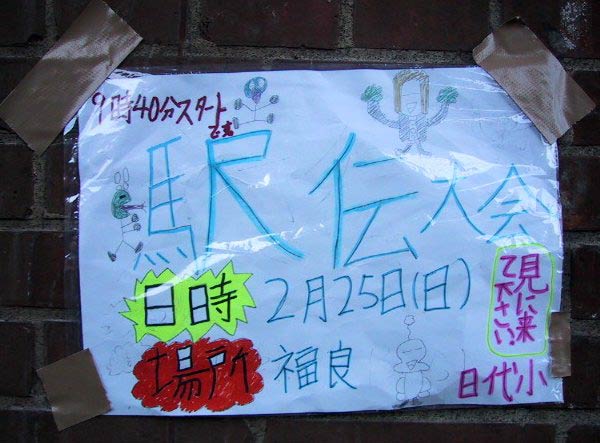 9時40分スタート
です
駅伝大会
日時 2月25日(日)
場所 福良
見に来
て下さい!
日代小